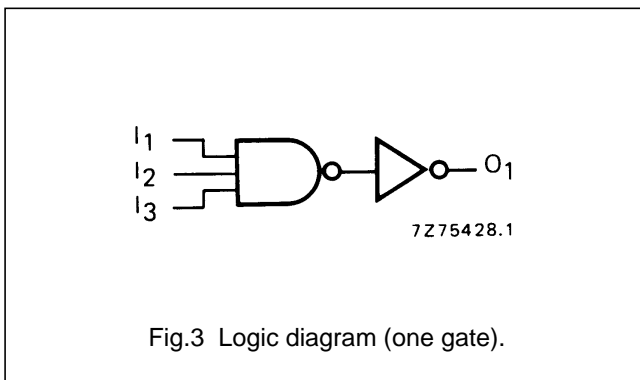 I1
I2
I3
O1
7Z75428.1
Fig.3 Logic diagram (one gate).